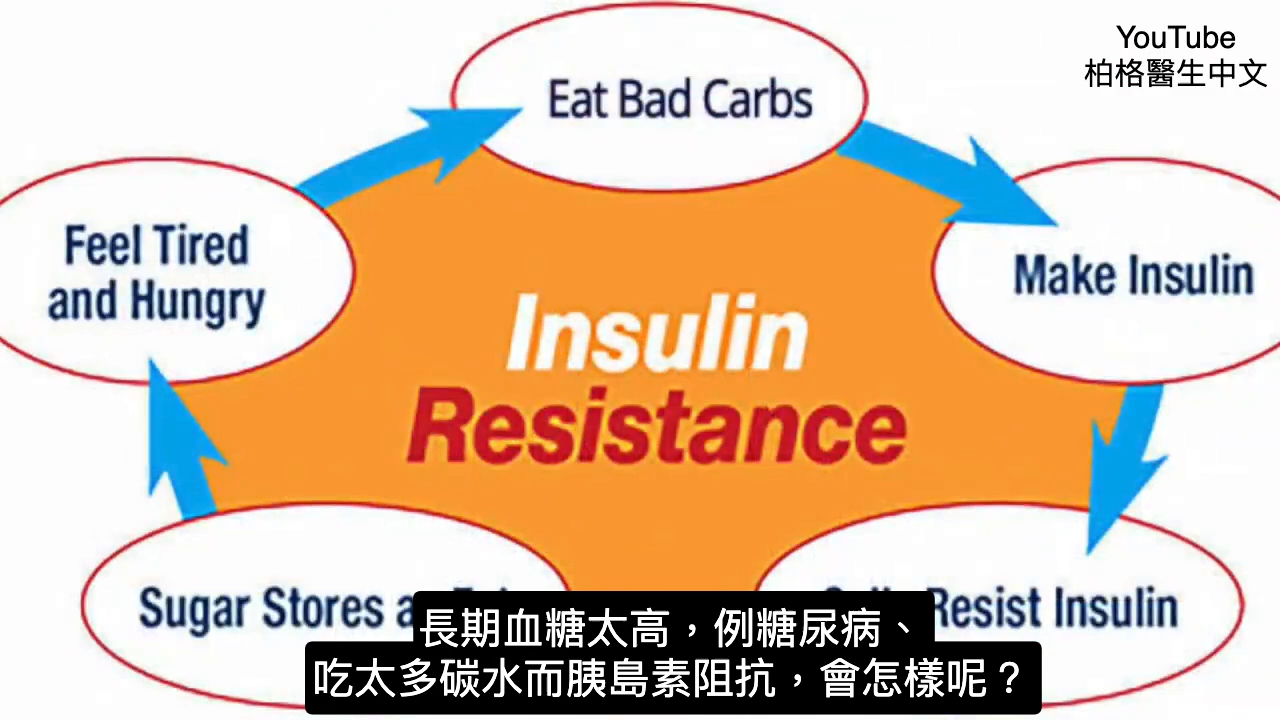 YouTube
柏格醫生中文
Eat Bad Carbs
Feel Tired
and Hungry
Make Insulin
Insulin
Resistance
Sugar Stores
Resist Insulin
長期血糖太高，例糖尿病、
吃太多碳水而胰島素阻抗，會怎樣呢？